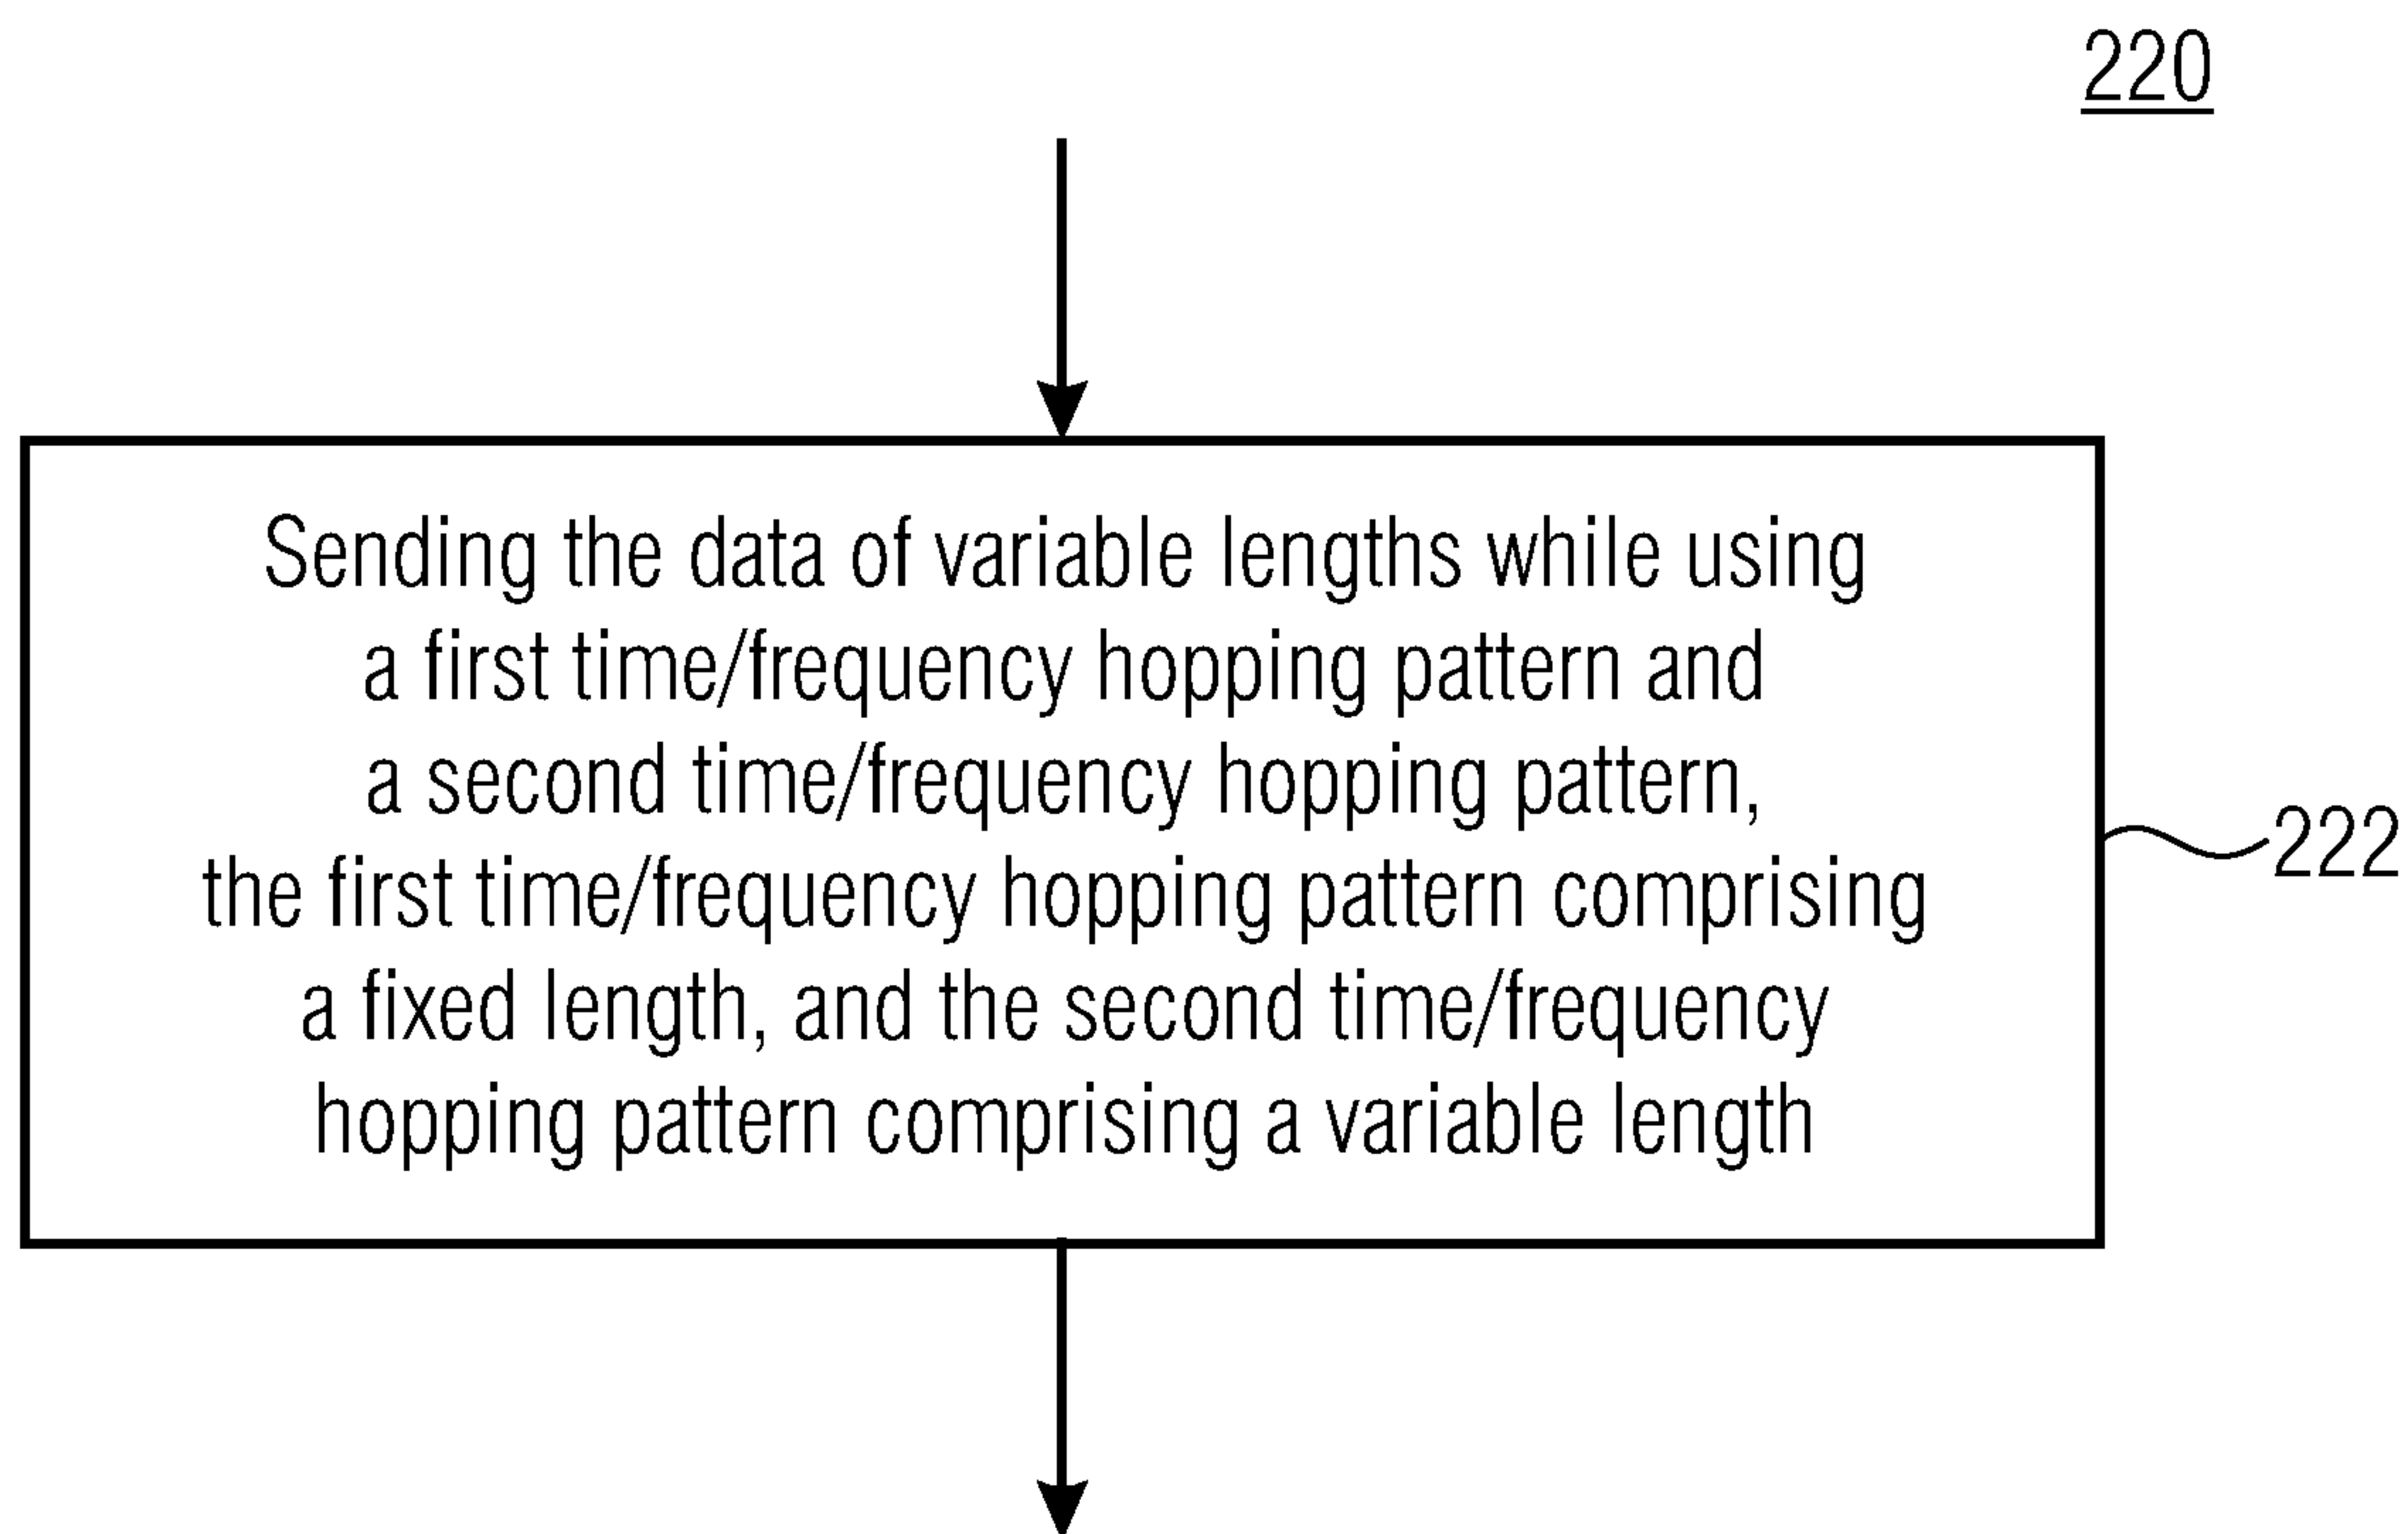 220
Sending the data of variable lengths while using
a first time/frequency hopping pattern and
a second time/frequency hopping pattern,
the first time/frequency hopping pattern comprising
a fixed length, and the second time/frequency
hopping pattern comprising a variable length
222